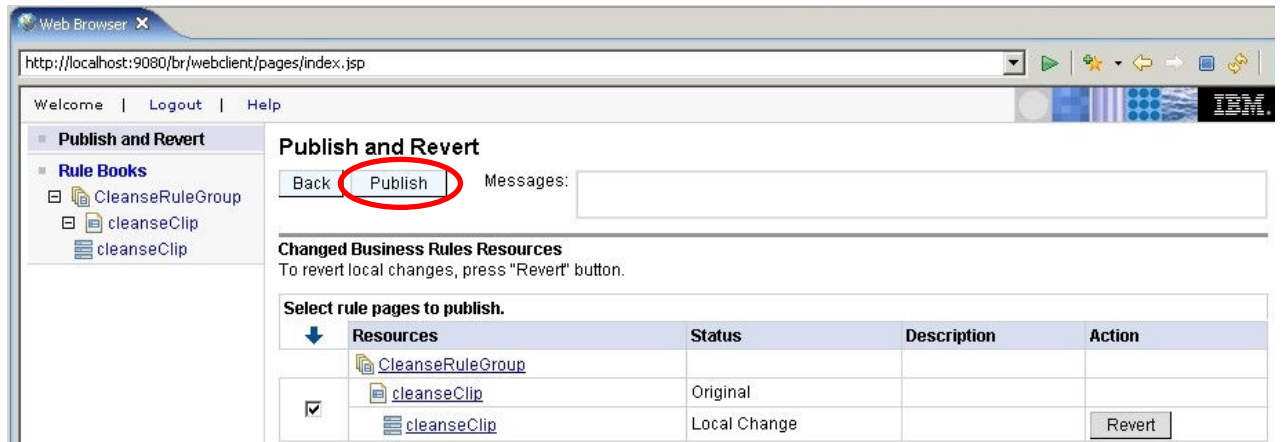 Web Browser
http://localhost:9080/br/webclient/pages/index.jsp
Welcome | Logout | Help
IBM.
Publish and Revert
Rule Books
CleanseRuleGroup
cleanseClip
cleanseClip
Publish and Revert
Back Publish Messages:
Changed Business Rules Resources
To revert local changes, press "Revert" button.
Select rule pages to publish.
Resources Status Description Action
CleanseRuleGroup
cleanseClip Original
cleanseClip Local Change Revert